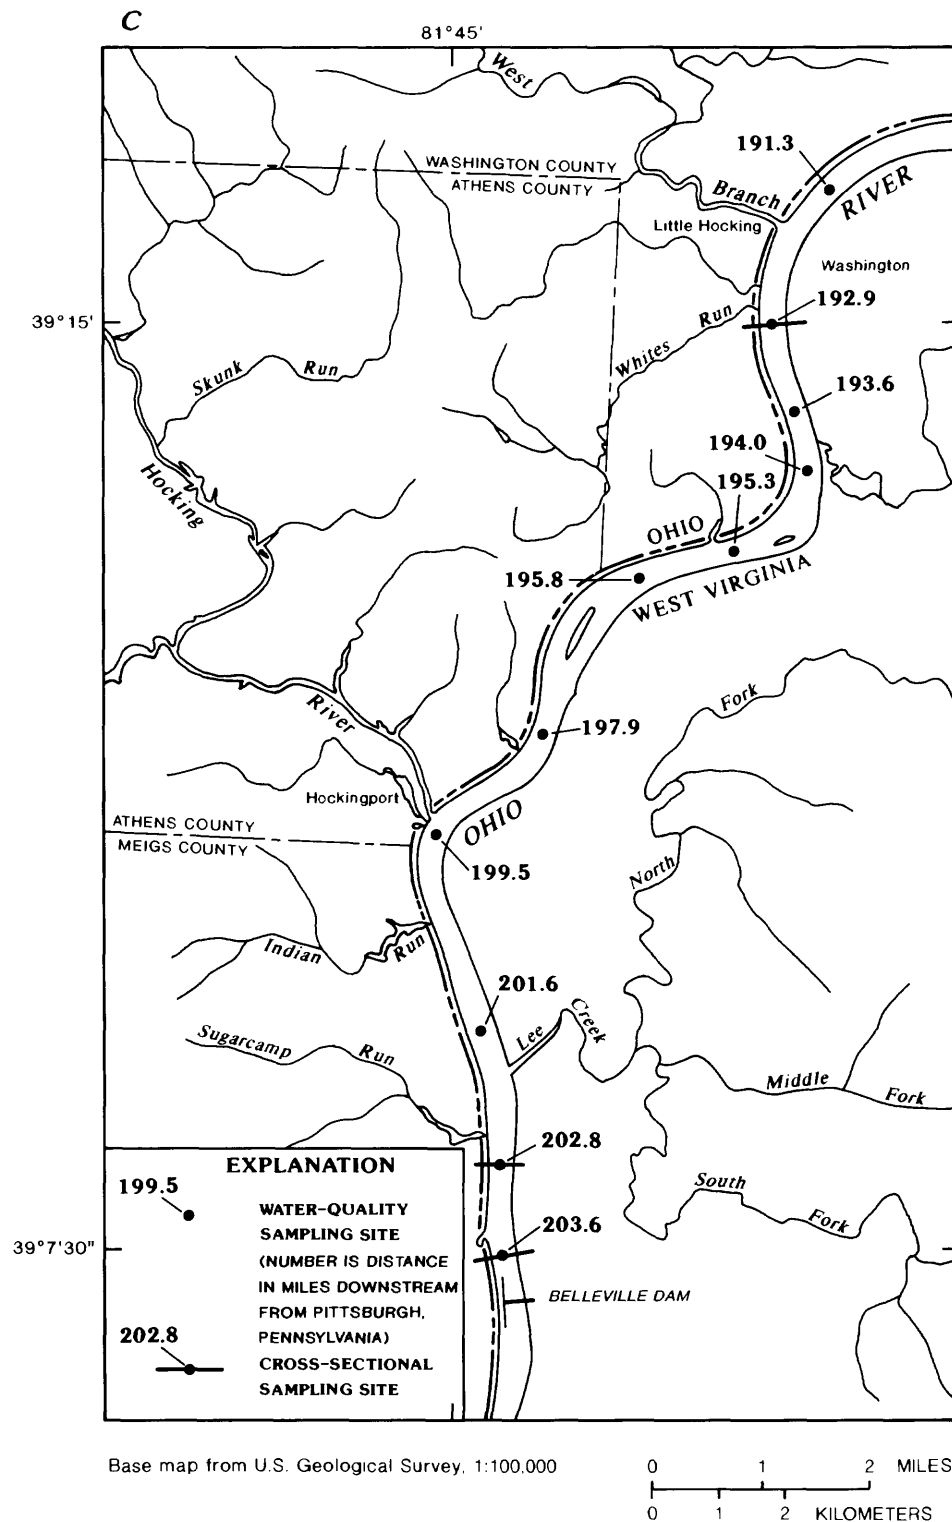 C
81°45'
West
191.3
WASHINGTON COUNTY
ATHENS COUNTY
Branch
RIVER
Little Hocking
Washington
192.9
39°15'
Run
Whites
Skunk
Run
193.6
194.0
195.3
Hocking
OHIO
195.8
WEST VIRGINIA
Fork
River
197.9
Hockingport
OHIO
ATHENS COUNTY
MEIGS COUNTY
199.5
North
Indian
Run
201.6
Lee
Creek
Sugarcamp
Run
Middle
Fork
202.8
EXPLANATION
199.5
WATER-QUALITY
SAMPLING SITE
(NUMBER IS DISTANCE
IN MILES DOWNSTREAM
FROM PITTSBURGH,
PENNSYLVANIA)
202.8
CROSS-SECTIONAL
SAMPLING SITE
South
Fork
203.6
39°7'30"
BELLEVILLE DAM
Base map from U.S. Geological Survey, 1:100,000
0 1 2 MILES
0 1 2 KILOMETERS